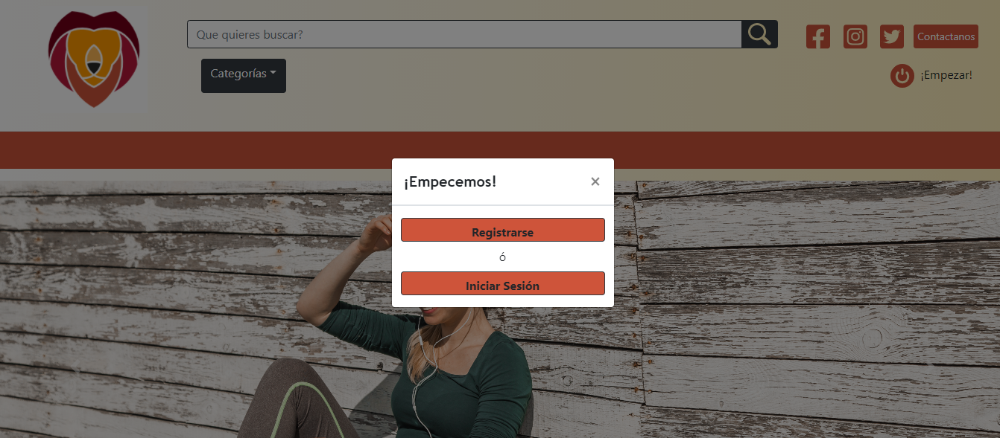 Que quieres buscar?
Contactanos
Categorías
¡Empezar!
¡Empecemos!
×
Registrarse
ó
Iniciar Sesión